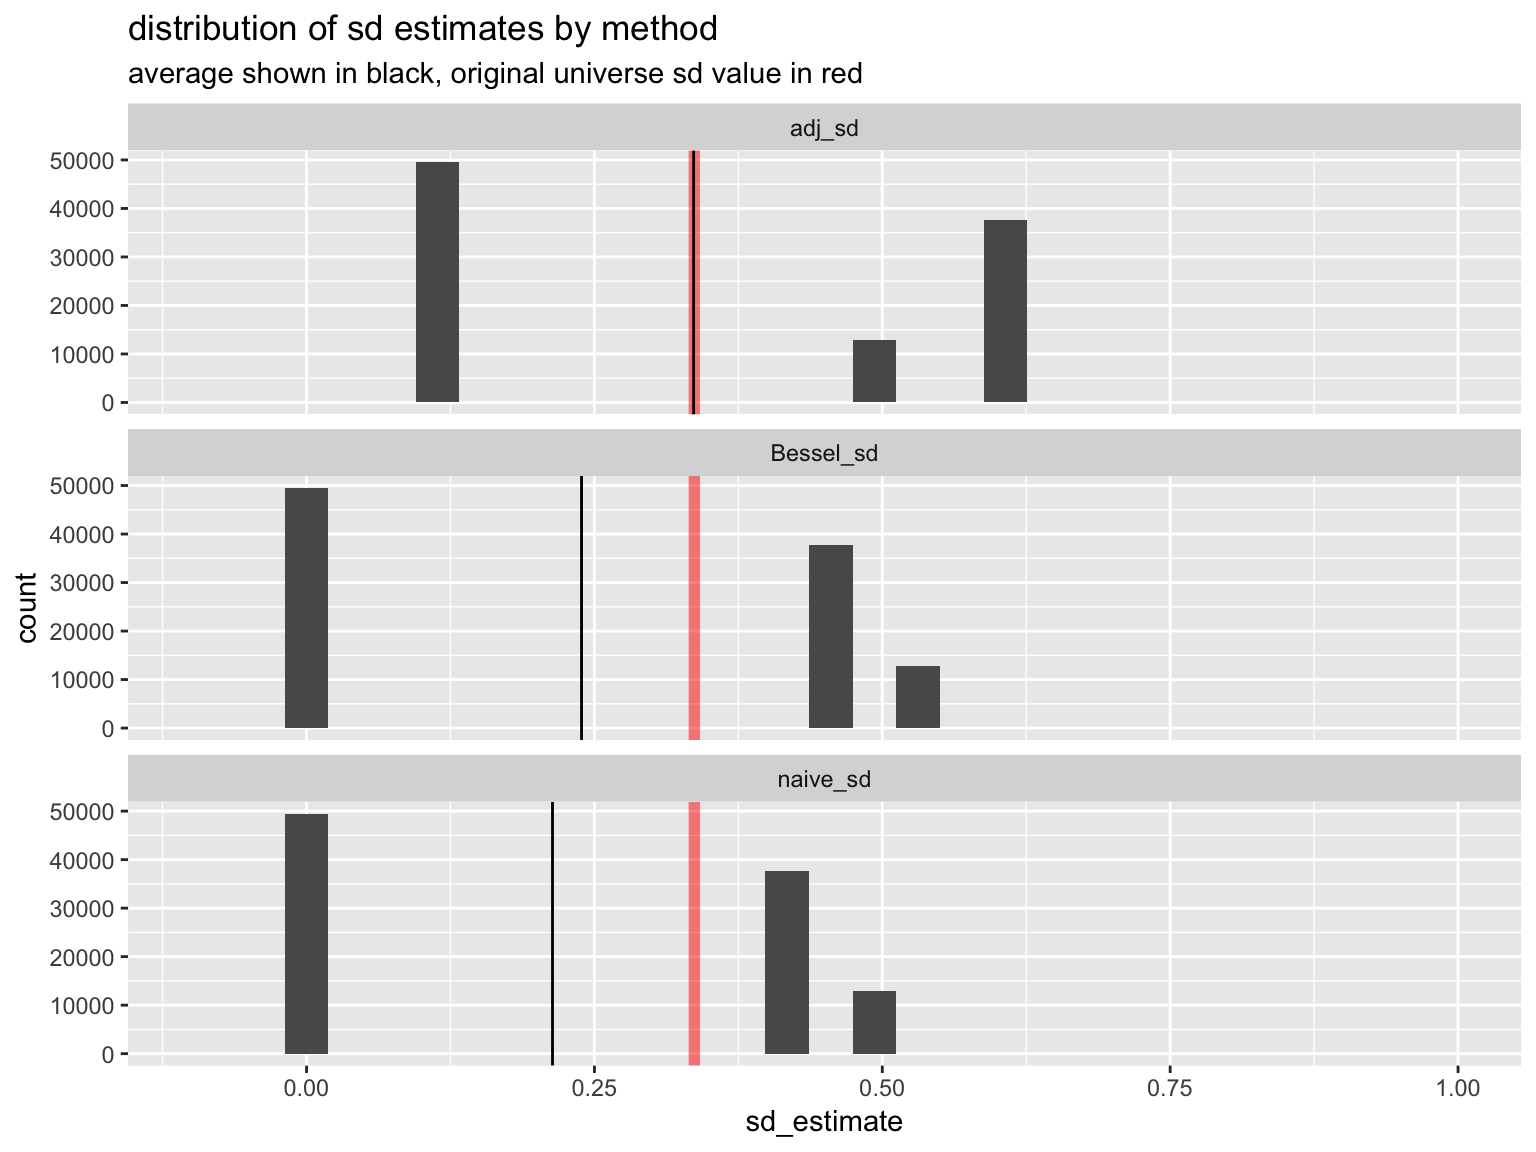 distribution of sd estimates by method
average shown in black, original universe sd value in red
adj_sd
50000
40000
30000
20000
10000
0
Bessel_sd
50000
40000
30000
20000
10000
0
count
naive_sd
50000
40000
30000
20000
10000
0
0.00 0.25 0.50 0.75 1.00
sd_estimate